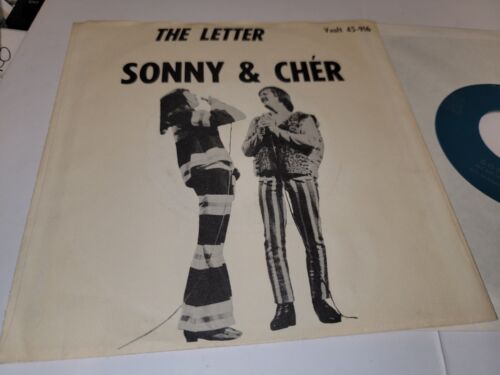 THE LETTER
Vault 45-916
SONNY & CHÉR